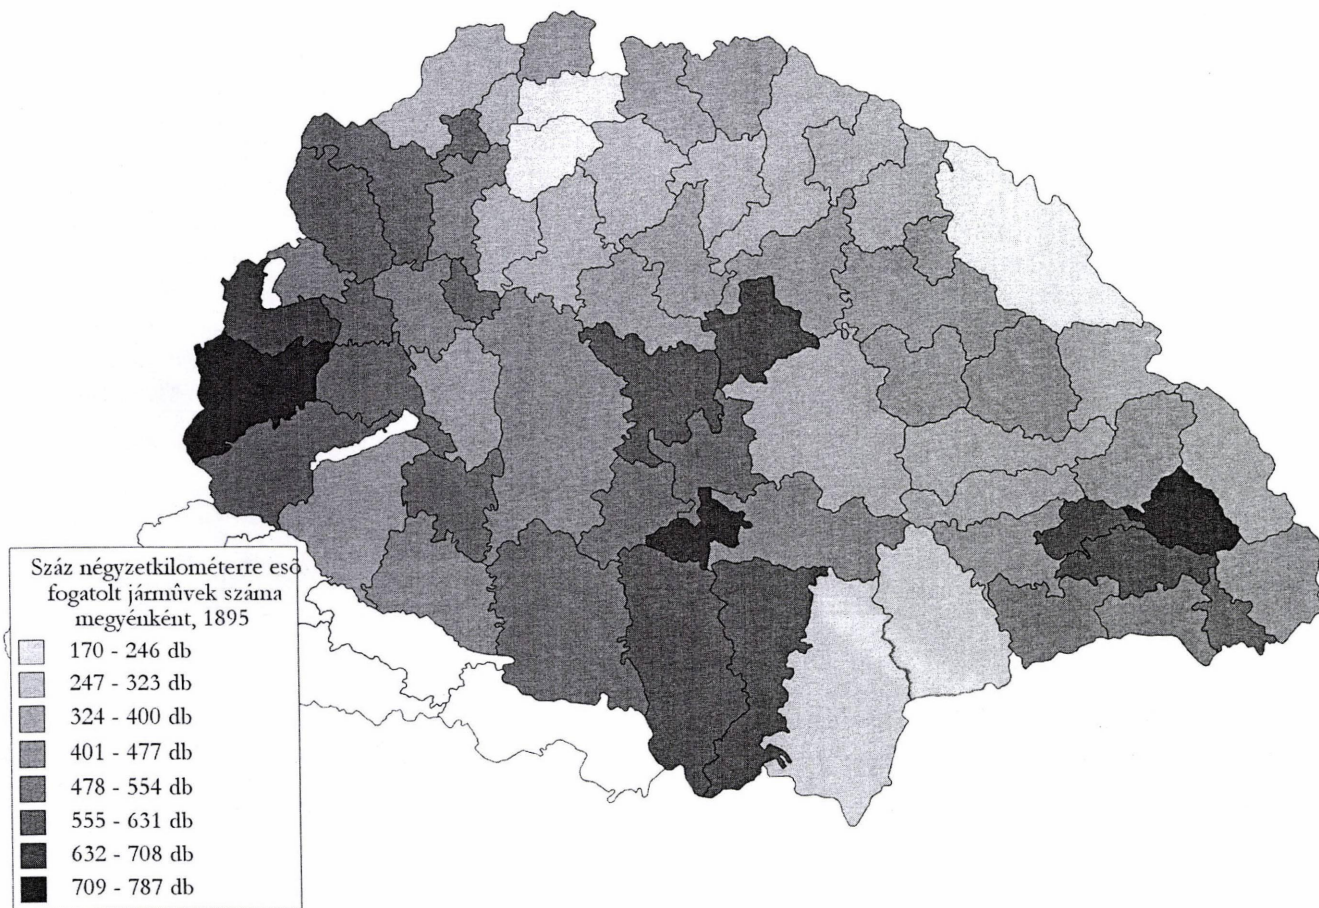 Száz négyzetkilométerre eső
fogatolt jármûvek száma
megyénként, 1895
170 - 246 db
247 - 323 db
324 - 400 db
401 - 477 db
478 - 554 db
555 - 631 db
632 - 708 db
709 - 787 db